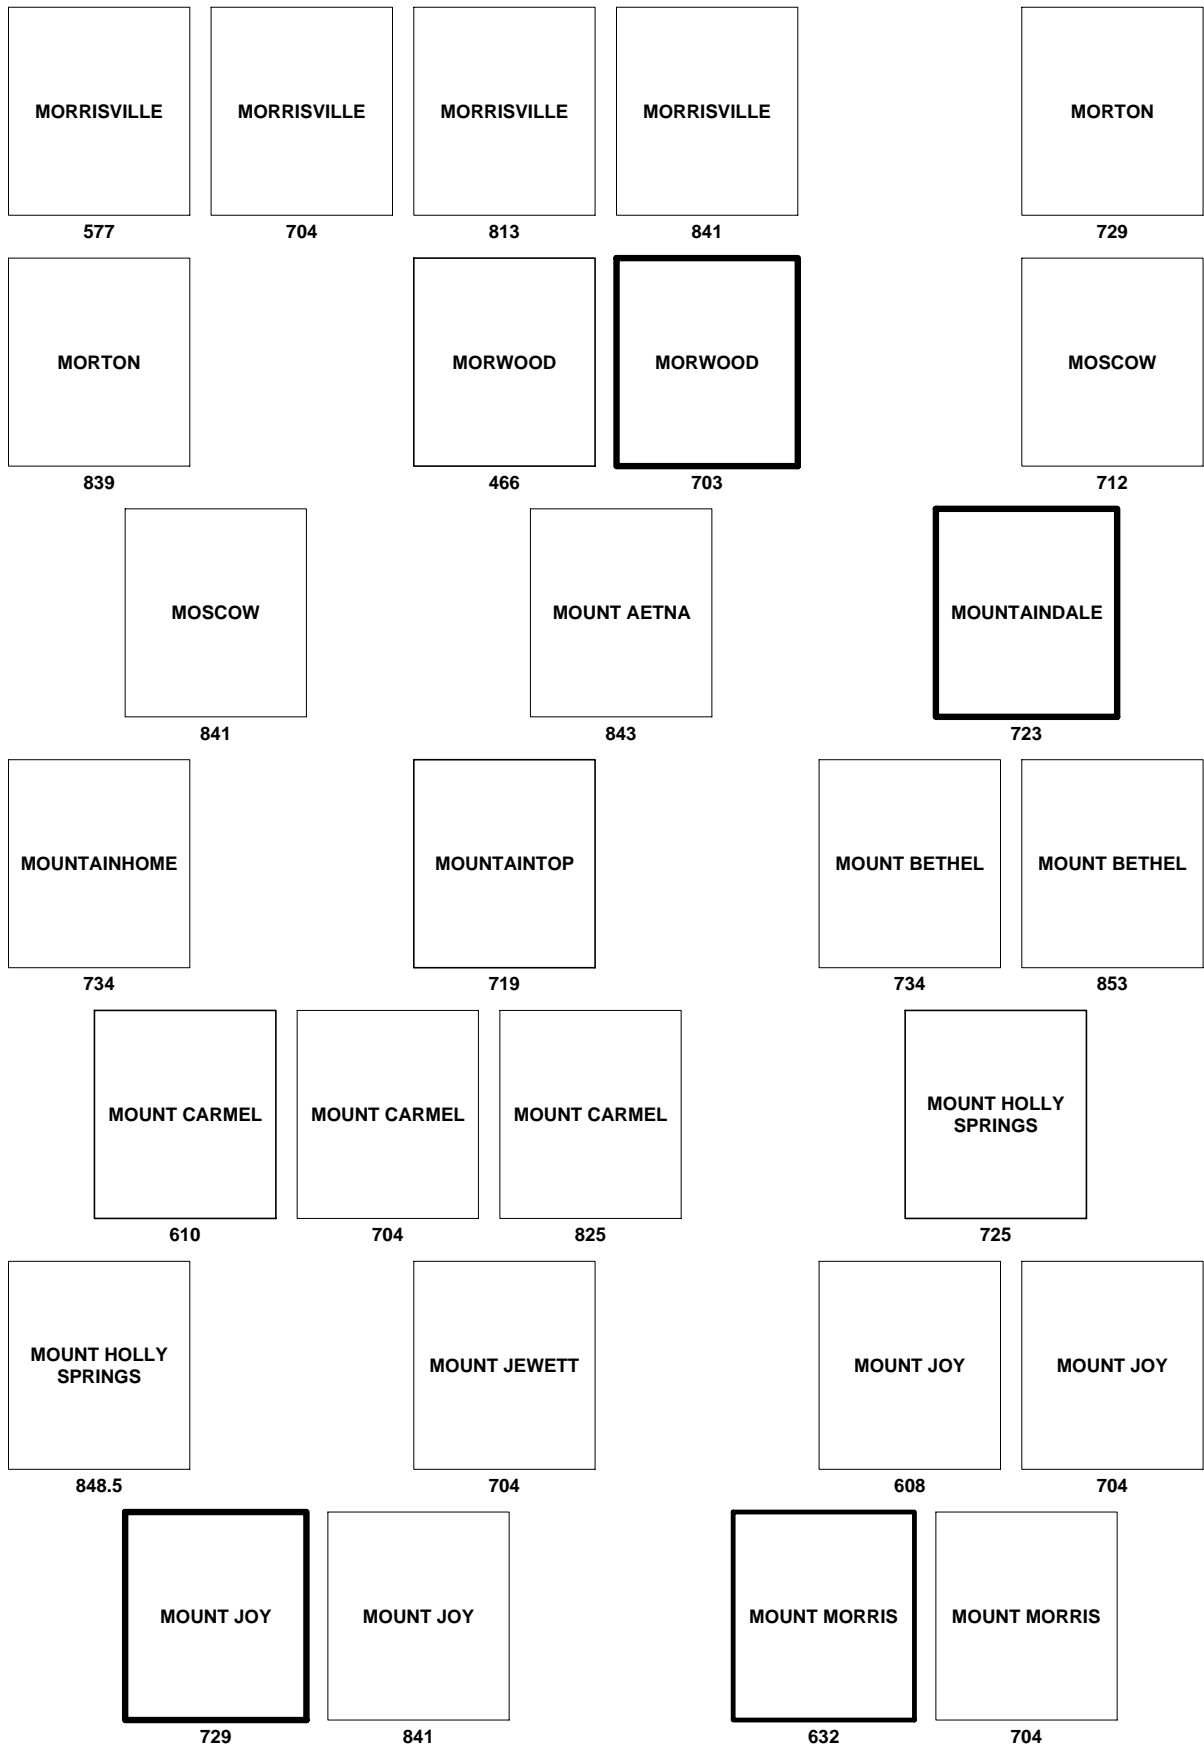 MORRISVILLE MORRISVILLE MORRISVILLE MORRISVILLE MORTON
577 704 813 841 729
MORTON MORWOOD MORWOOD MOSCOW
839 466 703 712
MOSCOW MOUNT AETNA MOUNTAINDALE
841 843 723
MOUNTAINHOME MOUNTAINTOP MOUNT BETHEL MOUNT BETHEL
734 719 734 853
MOUNT CARMEL MOUNT CARMEL MOUNT CARMEL MOUNT HOLLY
SPRINGS
610 704 825 725
MOUNT HOLLY
SPRINGS
MOUNT JEWETT MOUNT JOY MOUNT JOY
848.5 704 608 704
MOUNT JOY MOUNT JOY MOUNT MORRIS MOUNT MORRIS
729 841 632 704